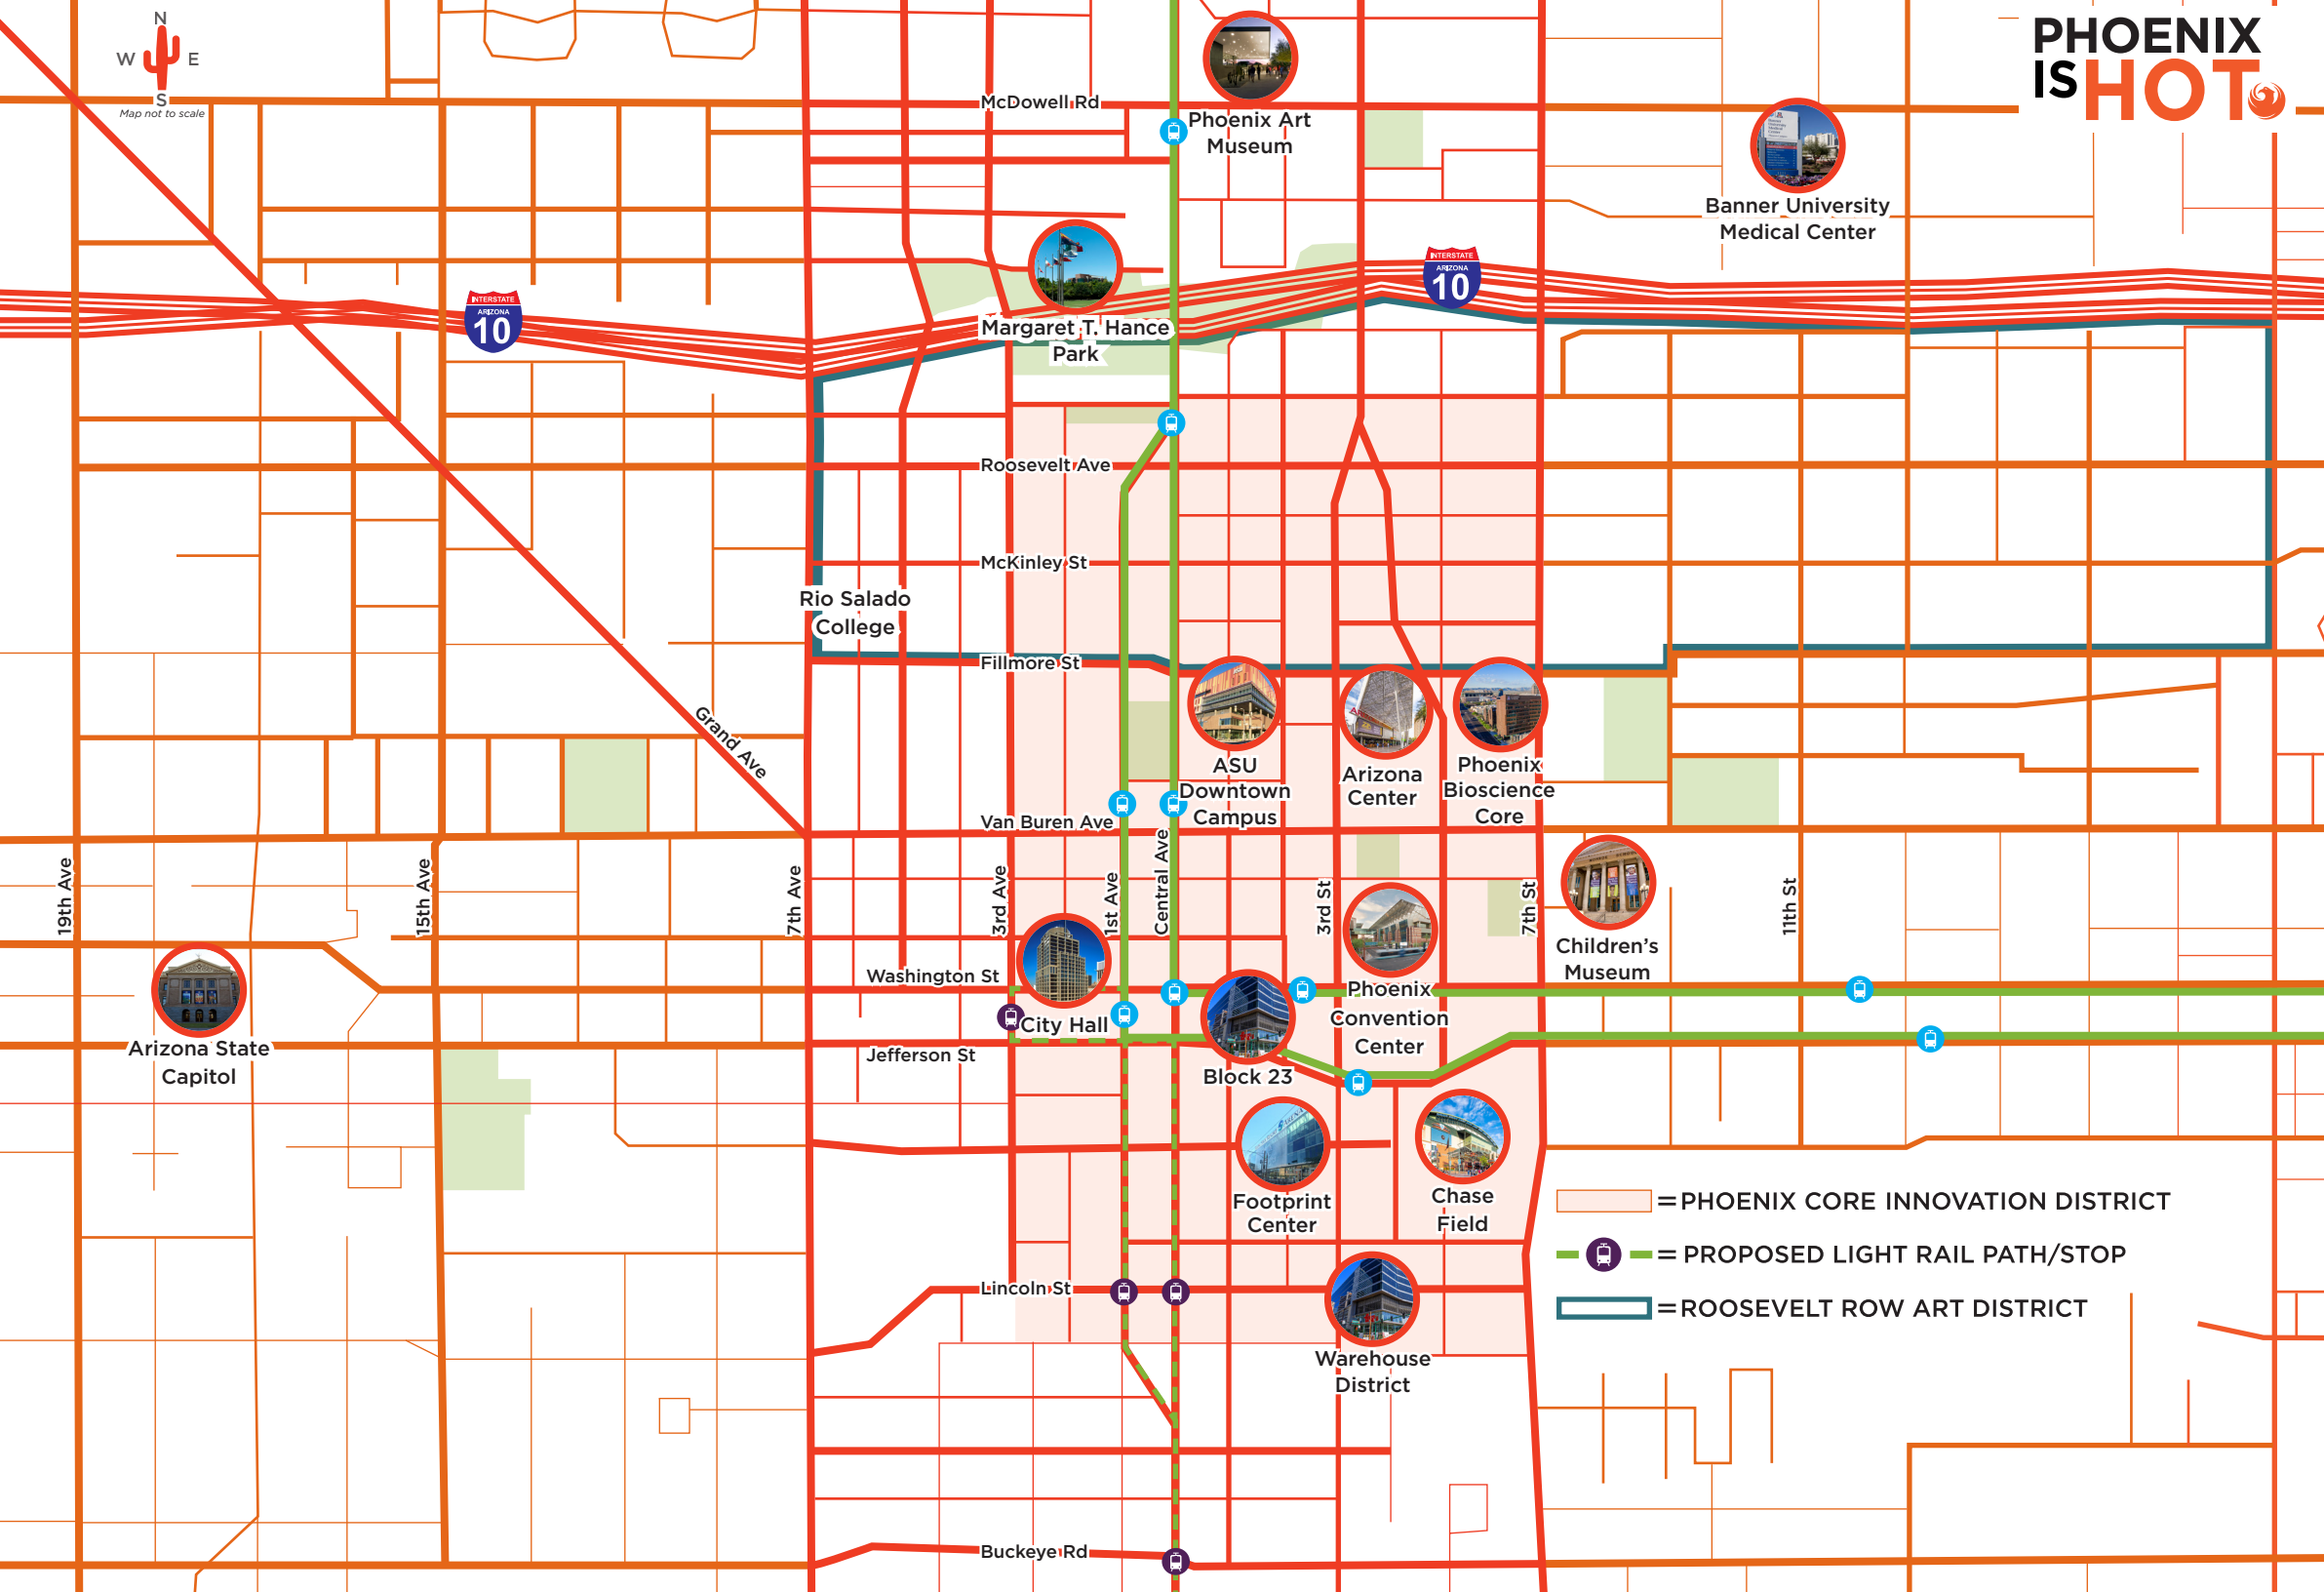 N
W E
S
Map not to scale
PHOENIX
IS HOT
McDowell Rd
Phoenix Art
Museum
Banner University
Medical Center
INTERSTATE
ARIZONA
10
INTERSTATE
ARIZONA
10
Margaret T. Hance
Park
Roosevelt Ave
McKinley St
Rio Salado
College
Fillmore St
Grand Ave
ASU
Downtown
Campus
Arizona
Center
Phoenix
Bioscience
Core
Van Buren Ave
19th Ave
15th Ave
7th Ave
3rd Ave
1st Ave
Central Ave
3rd St
7th St
11th St
Children's
Museum
Washington St
City Hall
Phoenix
Convention
Center
Arizona State
Capitol
Jefferson St
Block 23
Footprint
Center
Chase
Field
= PHOENIX CORE INNOVATION DISTRICT
= PROPOSED LIGHT RAIL PATH/STOP
= ROOSEVELT ROW ART DISTRICT
Lincoln St
Warehouse
District
Buckeye Rd